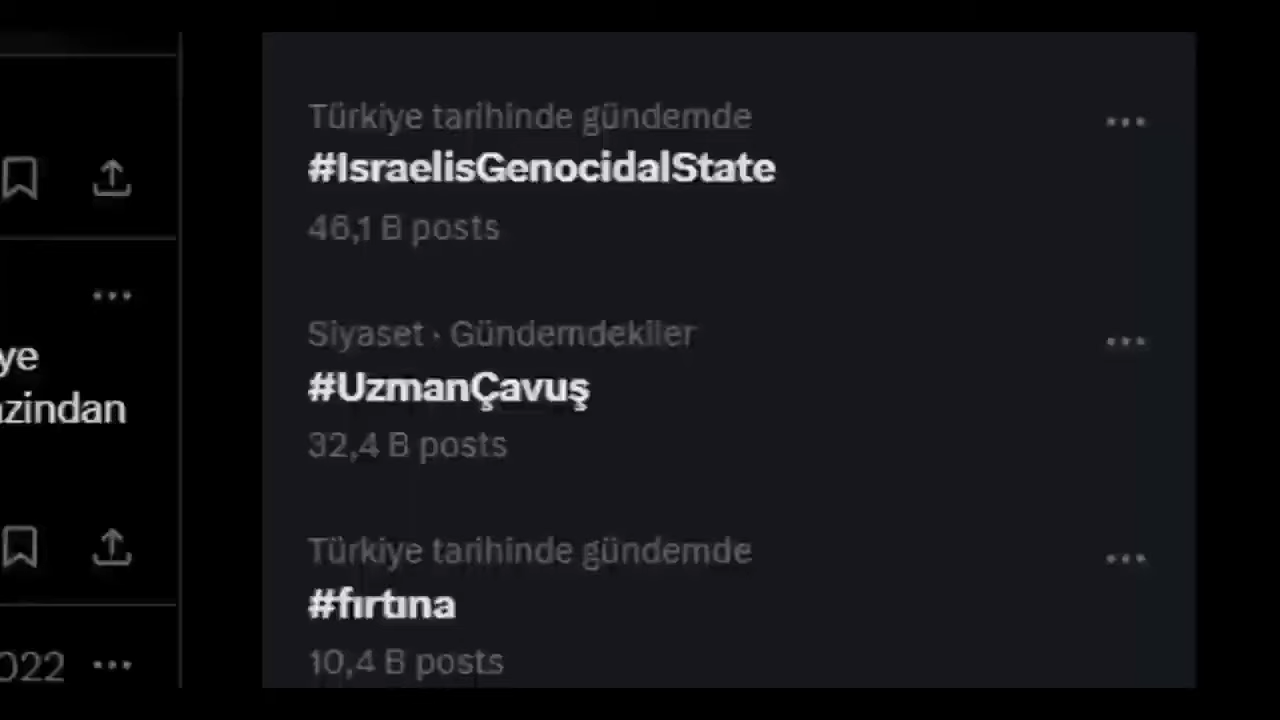 Türkiye tarihinde gündemde
#IsraelisGenocidalState
46,1 B posts
Siyaset · Gündemdekiler
ye
#UzmanÇavuş
azindan
32,4 B posts
Türkiye tarihinde gündemde
#fırtına
2022
10,4 B posts